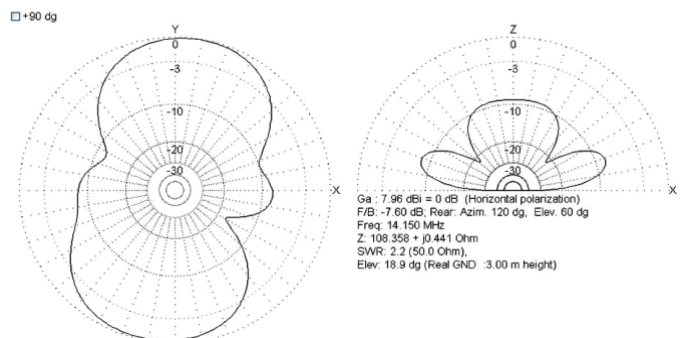 +90 dg
Y
0
-3
-10
-20
-30
X
Z
0
-3
-10
-20
-30
X
Ga : 7.96 dBi = 0 dB (Horizontal polarization)
F/B: -7.60 dB; Rear: Azim. 120 dg, Elev. 60 dg
Freq: 14.150 MHz
Z: 108.358 + j0.441 Ohm
SWR: 2.2 (50.0 Ohm),
Elev: 18.9 dg (Real GND :3.00 m height)